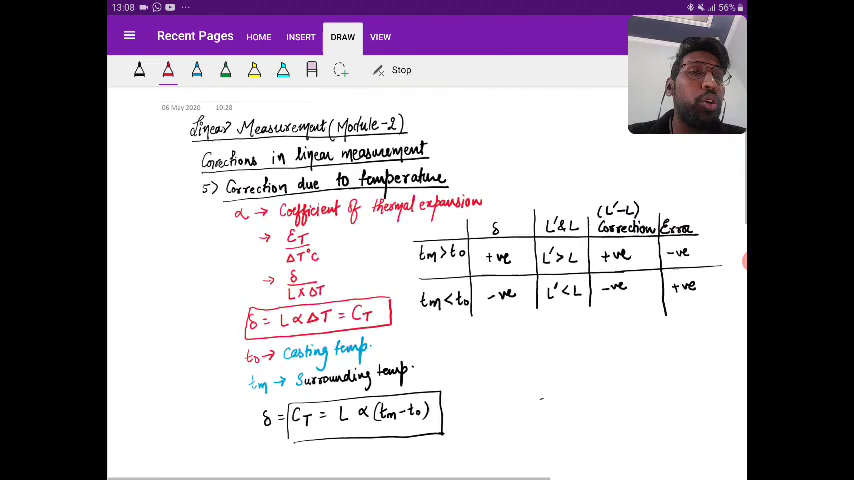 13:08
56%
Recent Pages HOME INSERT DRAW VIEW
Stop
06 May 2020 10:28
Linear Measurement (Module-2)
Corrections in linear measurement
5) Correction due to temperature
α → Coefficient of thermal expansion
→ ε_T / ΔT°C
→ δ / L × ΔT
δ = L α ΔT = C_T
t₀ → Casting temp.
t_m → Surrounding temp.
δ = C_T = L α (t_m - t₀)
(L'-L)
δ L' & L Correction Error
t_m > t₀ +ve L' > L +ve -ve
t_m < t₀ -ve L' < L -ve +ve